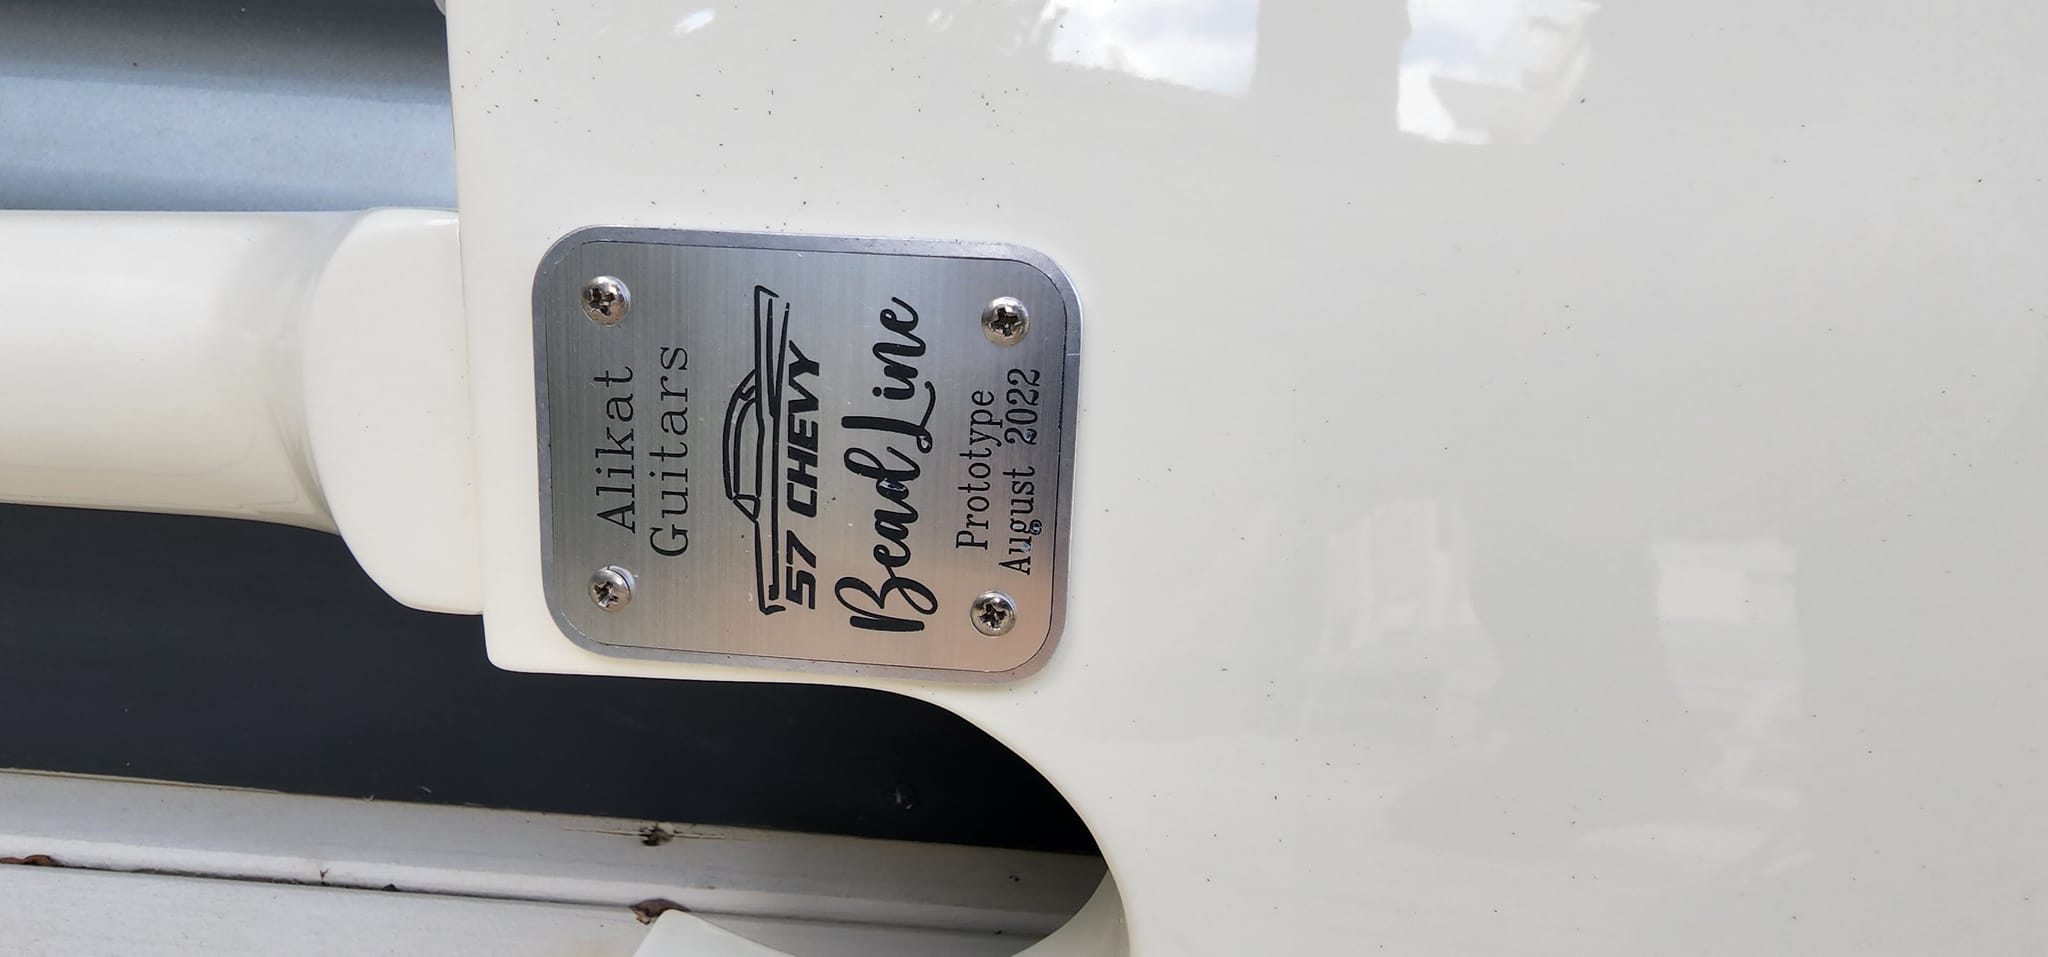 Alikat
Guitars
57 CHEVY
BeadLine
Prototype
August 2022